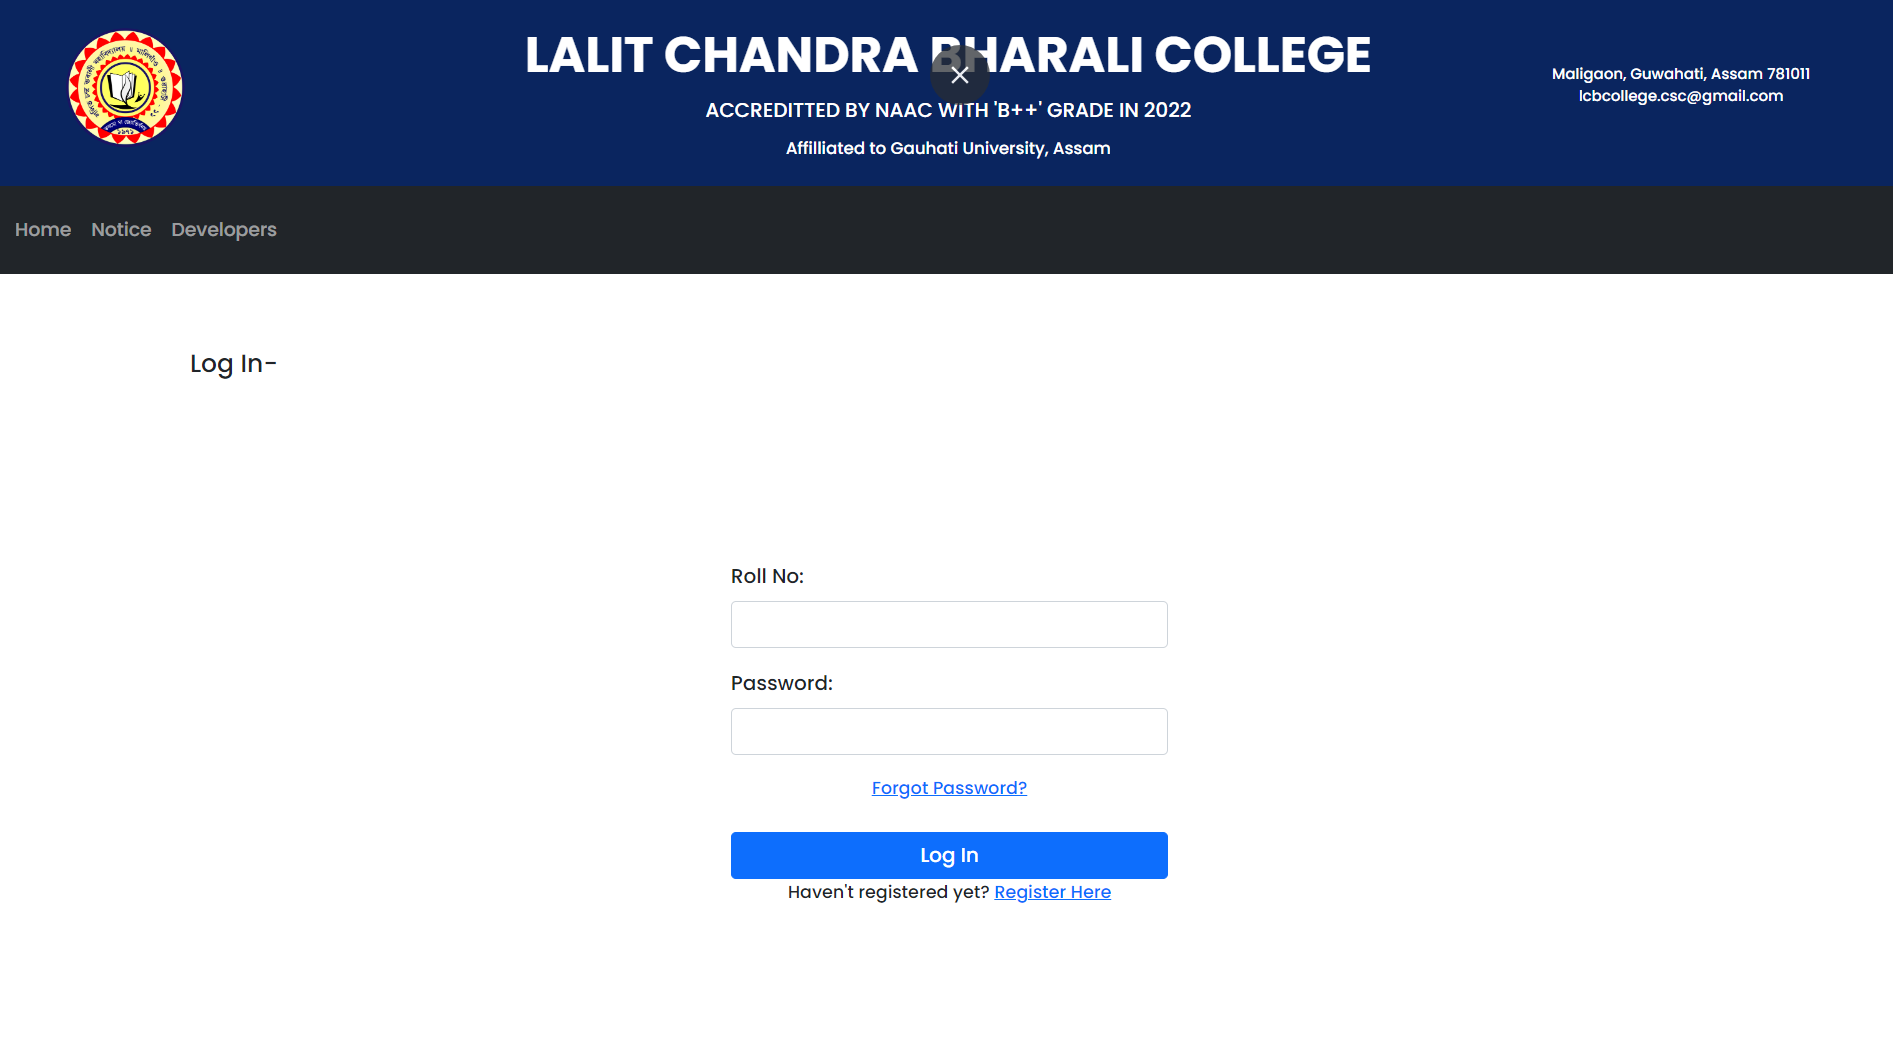 LALIT CHANDRA BHARALI COLLEGE
ACCREDITTED BY NAAC WITH 'B++' GRADE IN 2022
Affilliated to Gauhati University, Assam
Maligaon, Guwahati, Assam 781011
lcbcollege.csc@gmail.com
Home Notice Developers
Log In-
Roll No:
Password:
Forgot Password?
Log In
Haven't registered yet? Register Here